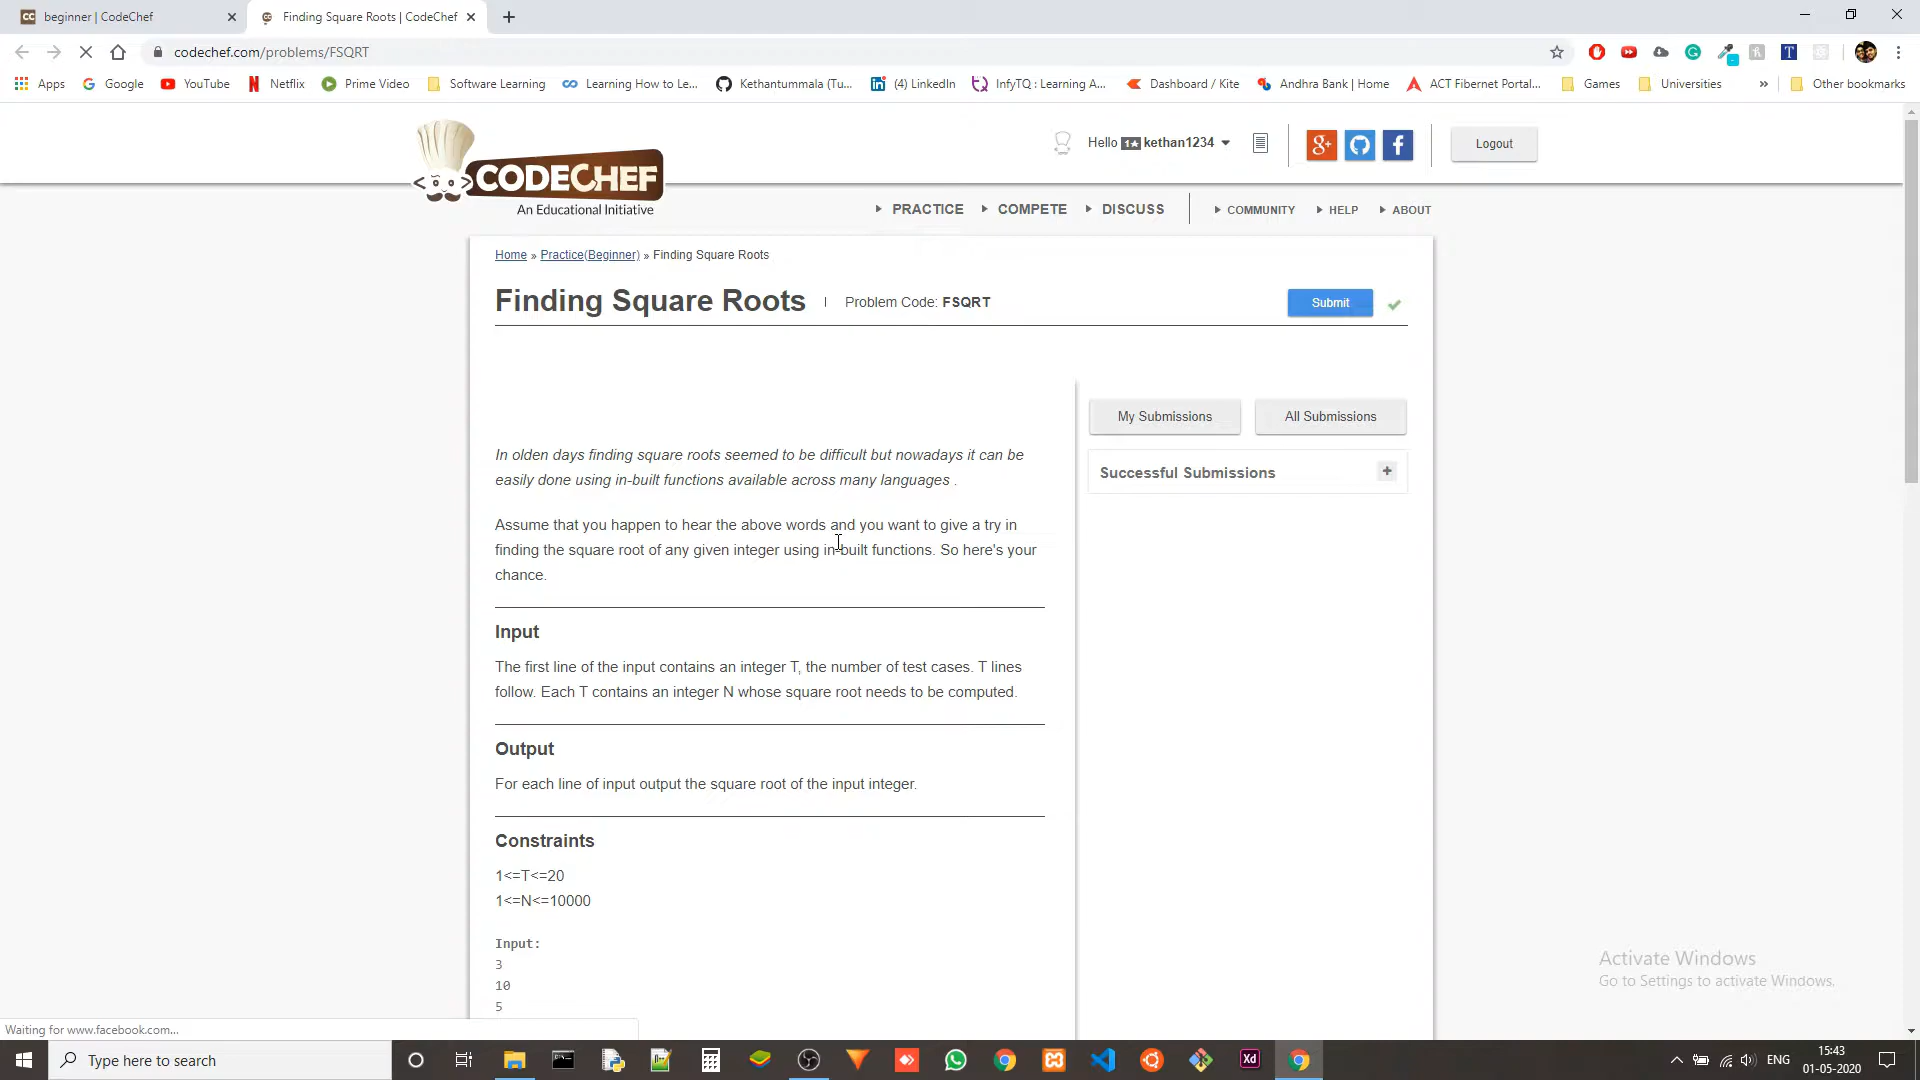 beginner | CodeChef
Finding Square Roots | CodeChef
codechef.com/problems/FSQRT
Apps
Google
YouTube
Netflix
Prime Video
Software Learning
Learning How to Le...
Kethantummala (Tu...
(4) LinkedIn
InfyTQ : Learning A...
Dashboard / Kite
Andhra Bank | Home
ACT Fibernet Portal...
Games
Universities
»
Other bookmarks
CODECHEF
An Educational Initiative
Hello 1★ kethan1234
Logout
PRACTICE
COMPETE
DISCUSS
COMMUNITY
HELP
ABOUT
Home » Practice(Beginner) » Finding Square Roots
Finding Square Roots
Problem Code: FSQRT
Submit
My Submissions
All Submissions
Successful Submissions
+
In olden days finding square roots seemed to be difficult but nowadays it can be
easily done using in-built functions available across many languages .
Assume that you happen to hear the above words and you want to give a try in
finding the square root of any given integer using in-built functions. So here's your
chance.
Input
The first line of the input contains an integer T, the number of test cases. T lines
follow. Each T contains an integer N whose square root needs to be computed.
Output
For each line of input output the square root of the input integer.
Constraints
1<=T<=20
1<=N<=10000
Input:
3
10
5
Activate Windows
Go to Settings to activate Windows.
Waiting for www.facebook.com...
Type here to search
Xd
ENG
15:43
01-05-2020